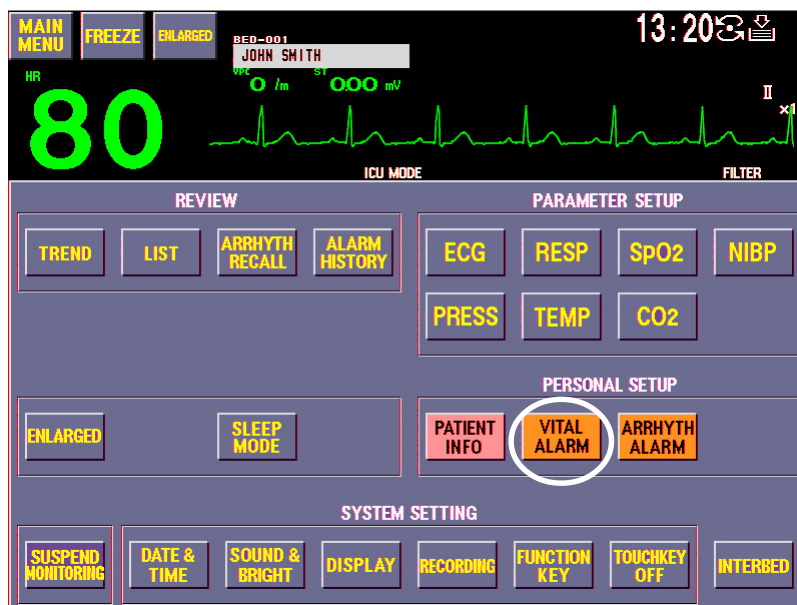 MAIN MENU
FREEZE
ENLARGED
BED-001
JOHN SMITH
13:20
HR
80
VPC
0 /m
ST
0.00 mV
II
×1
ICU MODE
FILTER
REVIEW
TREND
LIST
ARRHYTH RECALL
ALARM HISTORY
PARAMETER SETUP
ECG
RESP
SpO2
NIBP
PRESS
TEMP
CO2
ENLARGED
SLEEP MODE
PERSONAL SETUP
PATIENT INFO
VITAL ALARM
ARRHYTH ALARM
SYSTEM SETTING
SUSPEND MONITORING
DATE & TIME
SOUND & BRIGHT
DISPLAY
RECORDING
FUNCTION KEY
TOUCHKEY OFF
INTERBED